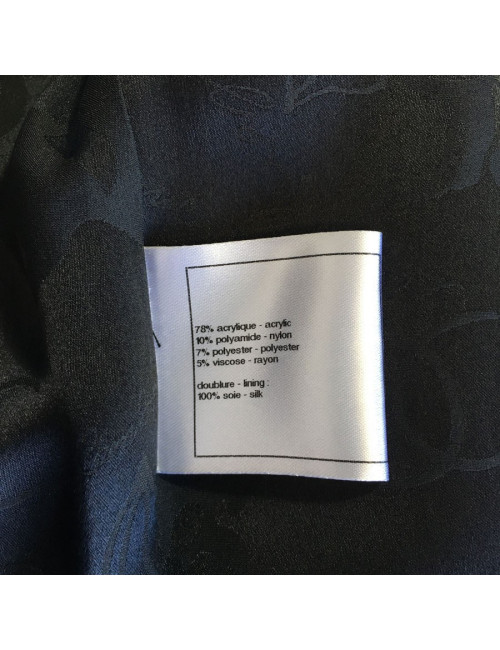 78% acrylique - acrylic
10% polyamide - nylon
7% polyester - polyester
5% viscose - rayon
doublure - lining :
100% soie - silk